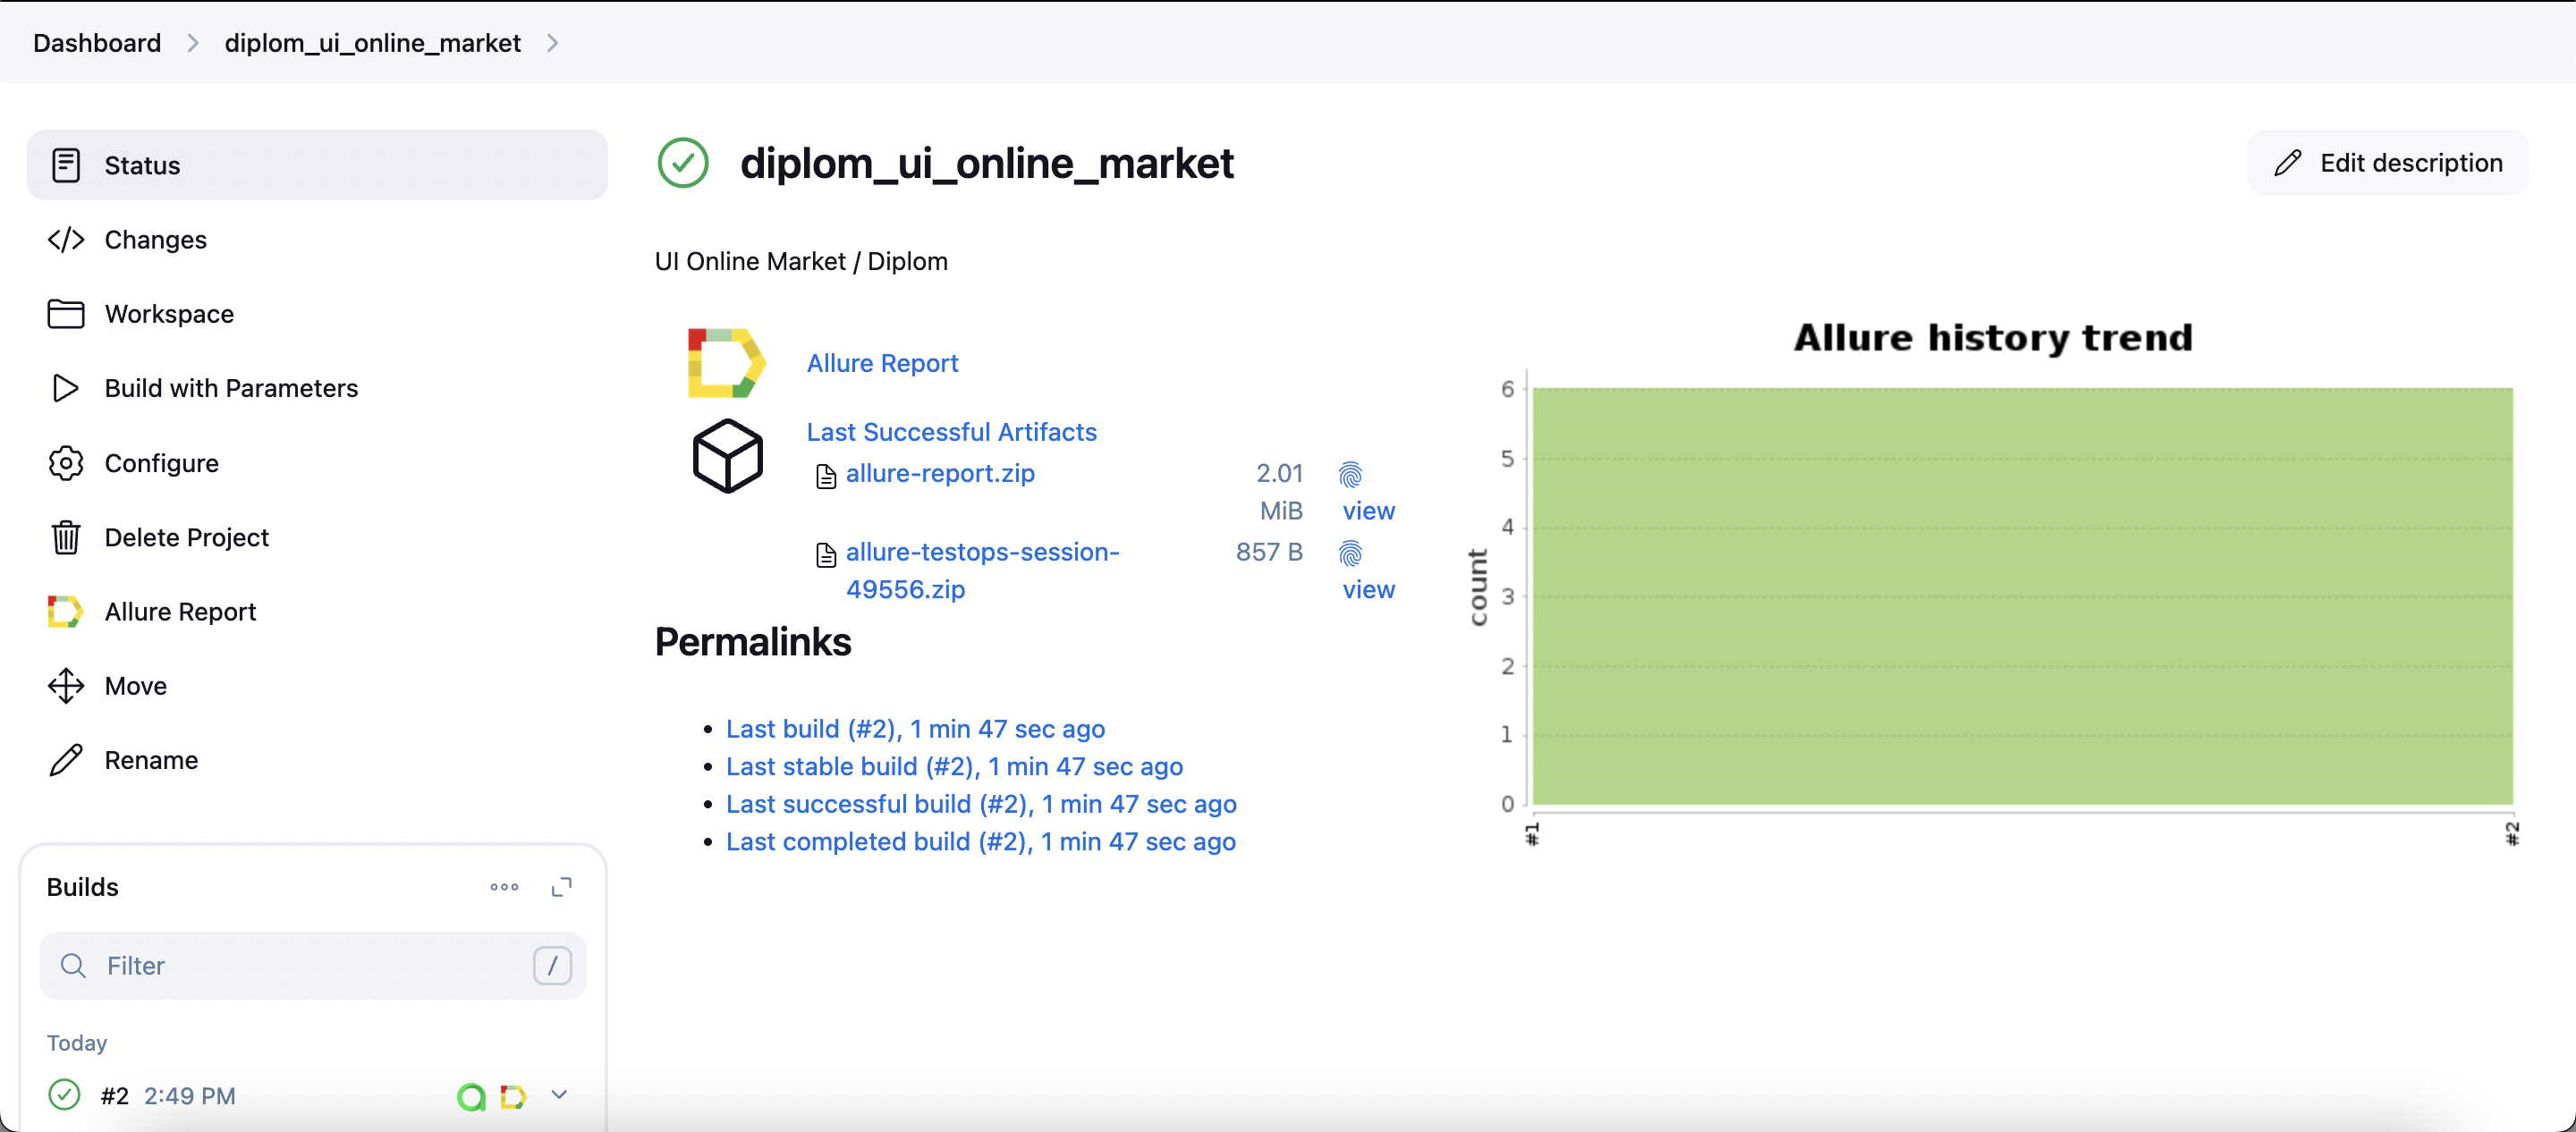 Dashboard > diplom_ui_online_market >
Status
Changes
Workspace
Build with Parameters
Configure
Delete Project
Allure Report
Move
Rename
Builds
Filter
/
Today
#2 2:49 PM
diplom_ui_online_market
Edit description
UI Online Market / Diplom
Allure Report
Last Successful Artifacts
allure-report.zip 2.01 MiB view
allure-testops-session-49556.zip 857 B view
Permalinks
Last build (#2), 1 min 47 sec ago
Last stable build (#2), 1 min 47 sec ago
Last successful build (#2), 1 min 47 sec ago
Last completed build (#2), 1 min 47 sec ago
Allure history trend
count
6
5
4
3
2
1
0
#1
#2